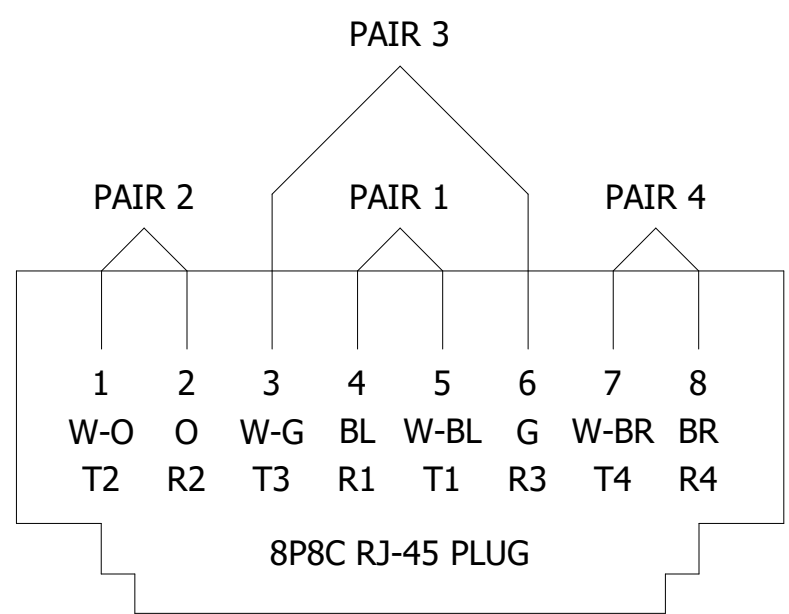 PAIR 3
PAIR 2 PAIR 1 PAIR 4
1 2 3 4 5 6 7 8
W-O O W-G BL W-BL G W-BR BR
T2 R2 T3 R1 T1 R3 T4 R4
8P8C RJ-45 PLUG